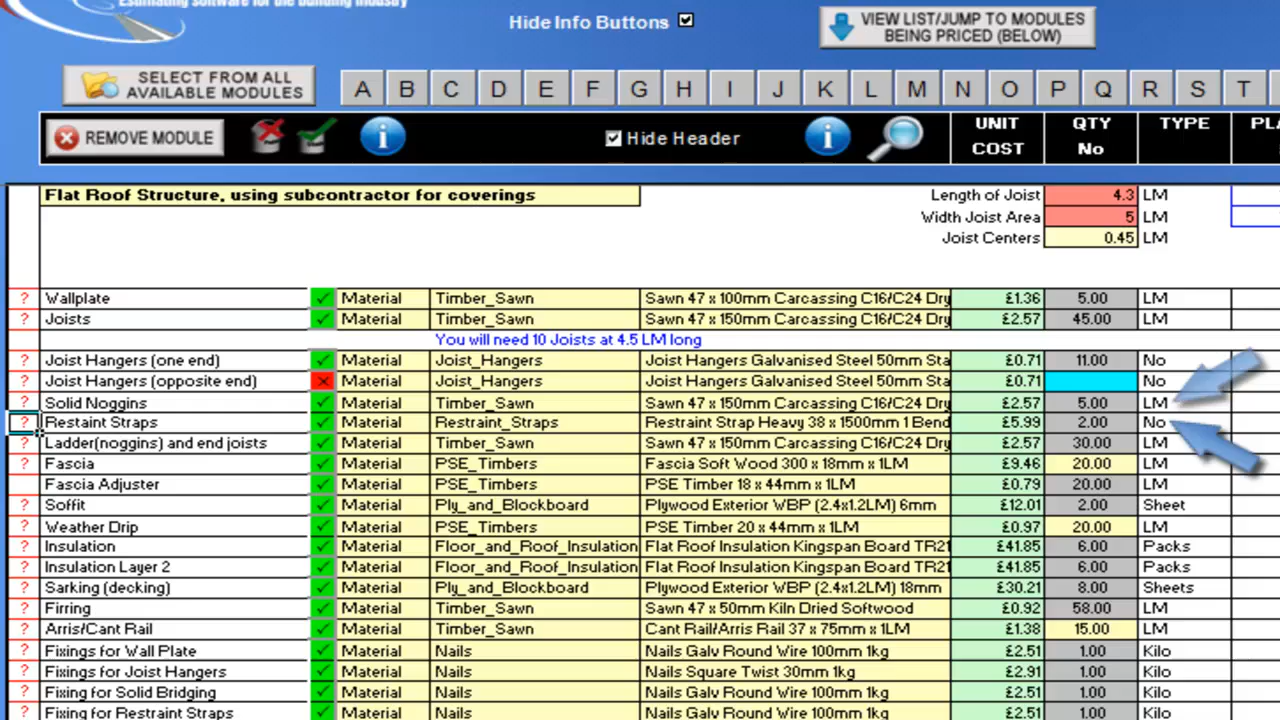 Estimating software for the building industry
Hide Info Buttons
VIEW LIST/JUMP TO MODULES
BEING PRICED (BELOW)
SELECT FROM ALL
AVAILABLE MODULES
A B C D E F G H I J K L M N O P Q R S T
REMOVE MODULE
Hide Header
UNIT COST
QTY No
TYPE
Flat Roof Structure, using subcontractor for coverings
Length of Joist 4.3 LM
Width Joist Area 5 LM
Joist Centers 0.45 LM
? Wallplate Material Timber_Sawn Sawn 47 x 100mm Carcassing C16/C24 Dry £1.36 5.00 LM
? Joists Material Timber_Sawn Sawn 47 x 150mm Carcassing C16/C24 Dry £2.57 45.00 LM
You will need 10 Joists at 4.5 LM long
? Joist Hangers (one end) Material Joist_Hangers Joist Hangers Galvanised Steel 50mm Sta £0.71 11.00 No
? Joist Hangers (opposite end) Material Joist_Hangers Joist Hangers Galvanised Steel 50mm Sta £0.71 No
? Solid Noggins Material Timber_Sawn Sawn 47 x 150mm Carcassing C16/C24 Dry £2.57 5.00 LM
? Restaint Straps Material Restraint_Straps Restraint Strap Heavy 38 x 1500mm 1 Bend £5.99 2.00 No
? Ladder(noggins) and end joists Material Timber_Sawn Sawn 47 x 150mm Carcassing C16/C24 Dry £2.57 30.00 LM
? Fascia Material PSE_Timbers Fascia Soft Wood 300 x 18mm x 1LM £9.46 20.00 LM
Fascia Adjuster Material PSE_Timbers PSE Timber 18 x 44mm x 1LM £0.79 20.00 LM
? Soffit Material Ply_and_Blockboard Plywood Exterior WBP (2.4x1.2LM) 6mm £12.01 2.00 Sheet
? Weather Drip Material PSE_Timbers PSE Timber 20 x 44mm x 1LM £0.97 20.00 LM
? Insulation Material Floor_and_Roof_Insulation Flat Roof Insulation Kingspan Board TR21 £41.85 6.00 Packs
? Insulation Layer 2 Material Floor_and_Roof_Insulation Flat Roof Insulation Kingspan Board TR21 £41.85 6.00 Packs
? Sarking (decking) Material Ply_and_Blockboard Plywood Exterior WBP (2.4x1.2LM) 18mm £30.21 8.00 Sheets
? Firring Material Timber_Sawn Sawn 47 x 50mm Kiln Dried Softwood £0.92 58.00 LM
? Arris/Cant Rail Material Timber_Sawn Cant Rail/Arris Rail 37 x 75mm x 1LM £1.38 15.00 LM
? Fixings for Wall Plate Material Nails Nails Galv Round Wire 100mm 1kg £2.51 1.00 Kilo
? Fixings for Joist Hangers Material Nails Nails Square Twist 30mm 1kg £2.91 1.00 Kilo
? Fixing for Solid Bridging Material Nails Nails Galv Round Wire 100mm 1kg £2.51 1.00 Kilo
? Fixing for Restraint Straps Material Nails Nails Galv Round Wire 100mm 1kg £2.51 1.00 Kilo